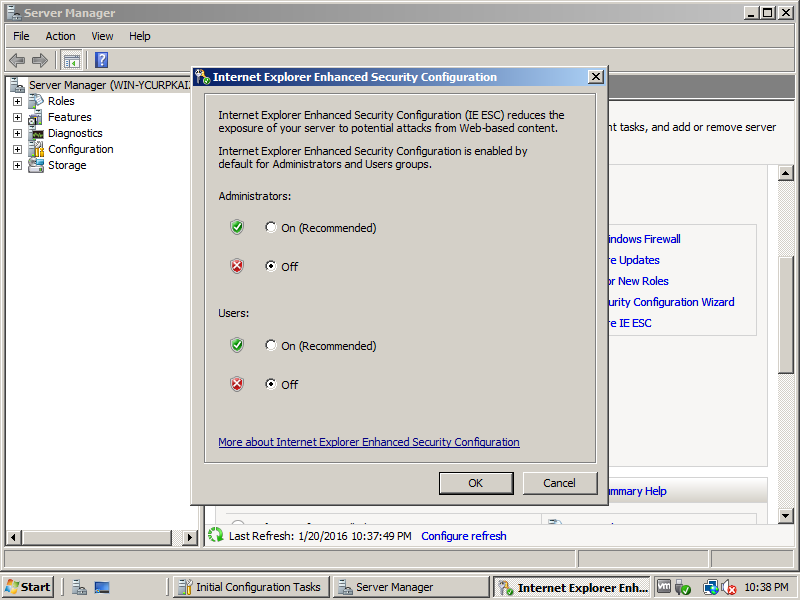 Server Manager
File Action View Help
Internet Explorer Enhanced Security Configuration
Server Manager (WIN-YCURPKAI
Roles
Features
Diagnostics
Configuration
Storage
Internet Explorer Enhanced Security Configuration (IE ESC) reduces the
exposure of your server to potential attacks from Web-based content.
Internet Explorer Enhanced Security Configuration is enabled by
default for Administrators and Users groups.
Administrators:
On (Recommended)
Off
Users:
On (Recommended)
Off
More about Internet Explorer Enhanced Security Configuration
OK Cancel
nt tasks, and add or remove server
indows Firewall
re Updates
or New Roles
urity Configuration Wizard
re IE ESC
mmary Help
Last Refresh: 1/20/2016 10:37:49 PM Configure refresh
Start Initial Configuration Tasks Server Manager Internet Explorer Enh... 10:38 PM